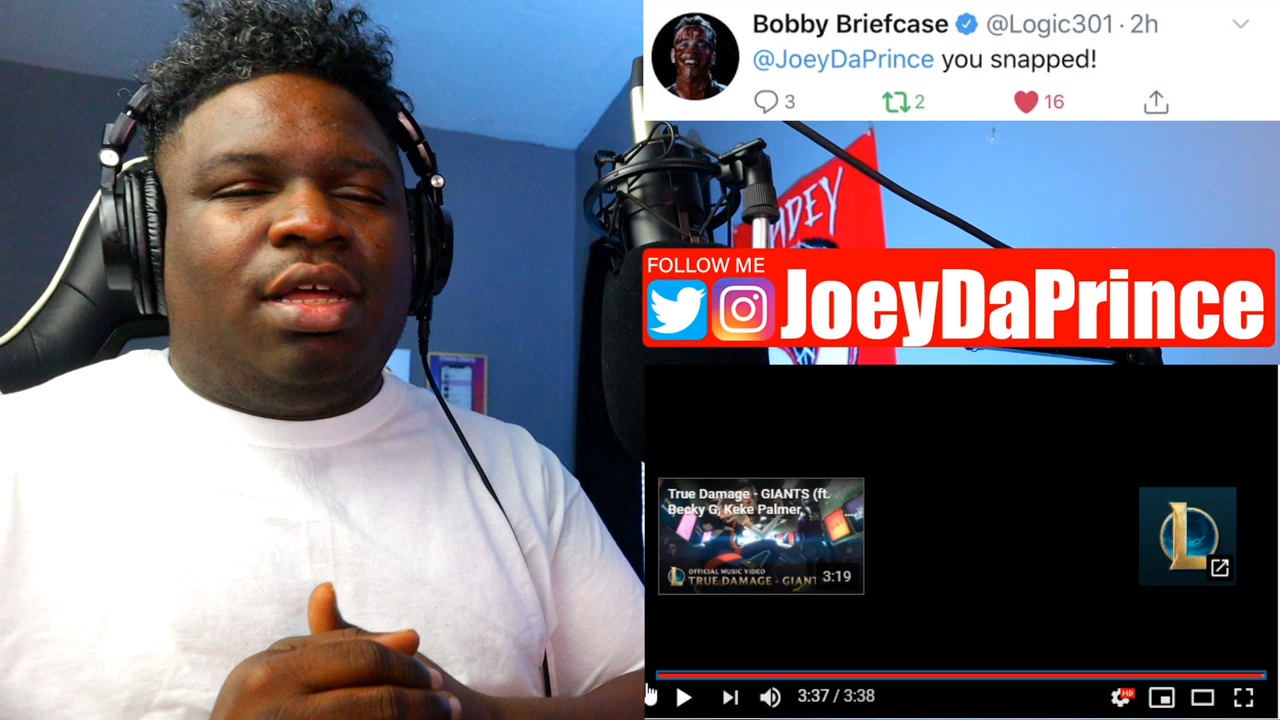 Bobby Briefcase @Logic301 · 2h
@JoeyDaPrince you snapped!
3 2 16
FOLLOW ME
JoeyDaPrince
True Damage - GIANTS (ft.
Becky G, Keke Palmer,
OFFICIAL MUSIC VIDEO
TRUE DAMAGE - GIANT
3:19
3:37 / 3:38
HD